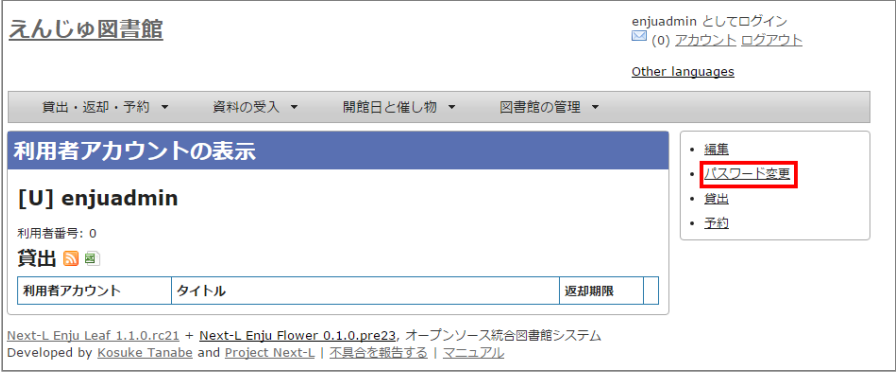 えんじゅ図書館
enjuadmin としてログイン
(0) アカウント ログアウト
Other languages
貸出・返却・予約 ▼ 資料の受入 ▼ 開館日と催し物 ▼ 図書館の管理 ▼
利用者アカウントの表示
[U] enjuadmin
利用者番号: 0
貸出
利用者アカウント タイトル 返却期限
• 編集
• パスワード変更
• 貸出
• 予約
Next-L Enju Leaf 1.1.0.rc21 + Next-L Enju Flower 0.1.0.pre23, オープンソース統合図書館システム
Developed by Kosuke Tanabe and Project Next-L | 不具合を報告する | マニュアル